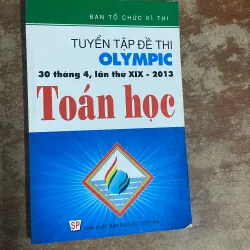 BAN TỔ CHỨC KÌ THI
TUYỂN TẬP ĐỀ THI
OLYMPIC
30 tháng 4, lần thứ XIX - 2013
Toán học
SP